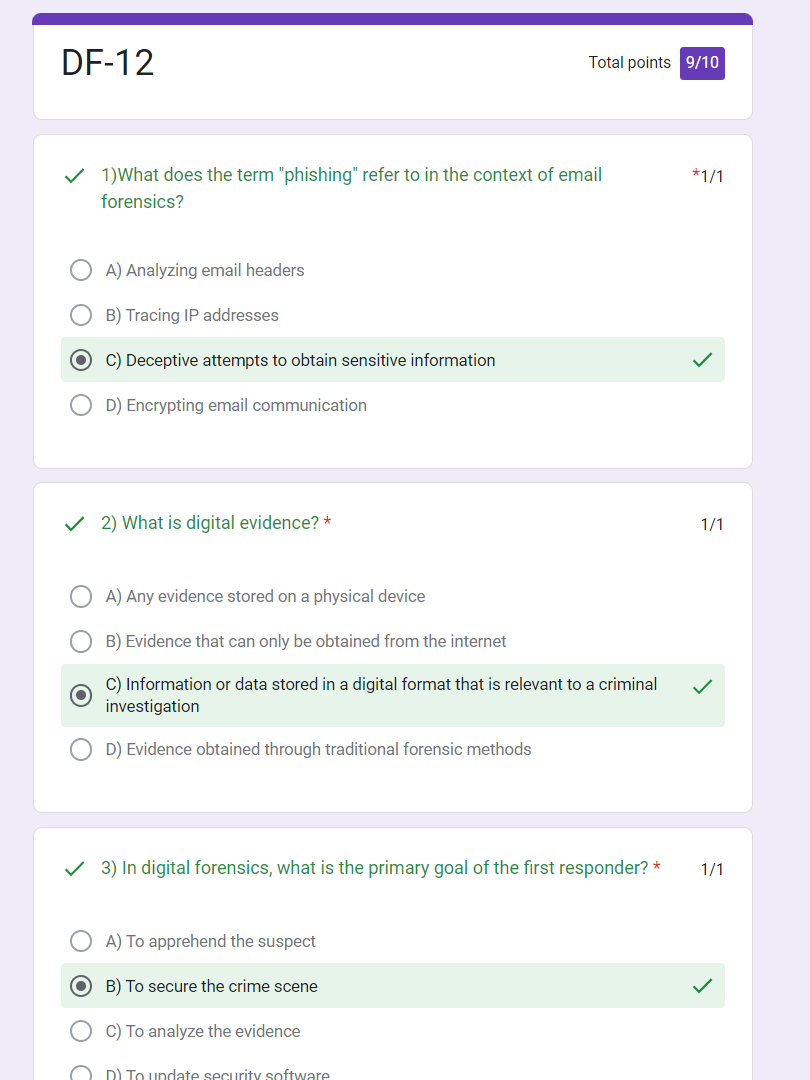 DF-12
Total points 9/10
1)What does the term "phishing" refer to in the context of email *1/1
forensics?
A) Analyzing email headers
B) Tracing IP addresses
C) Deceptive attempts to obtain sensitive information
D) Encrypting email communication
2) What is digital evidence? * 1/1
A) Any evidence stored on a physical device
B) Evidence that can only be obtained from the internet
C) Information or data stored in a digital format that is relevant to a criminal
investigation
D) Evidence obtained through traditional forensic methods
3) In digital forensics, what is the primary goal of the first responder? * 1/1
A) To apprehend the suspect
B) To secure the crime scene
C) To analyze the evidence
D) To update security software